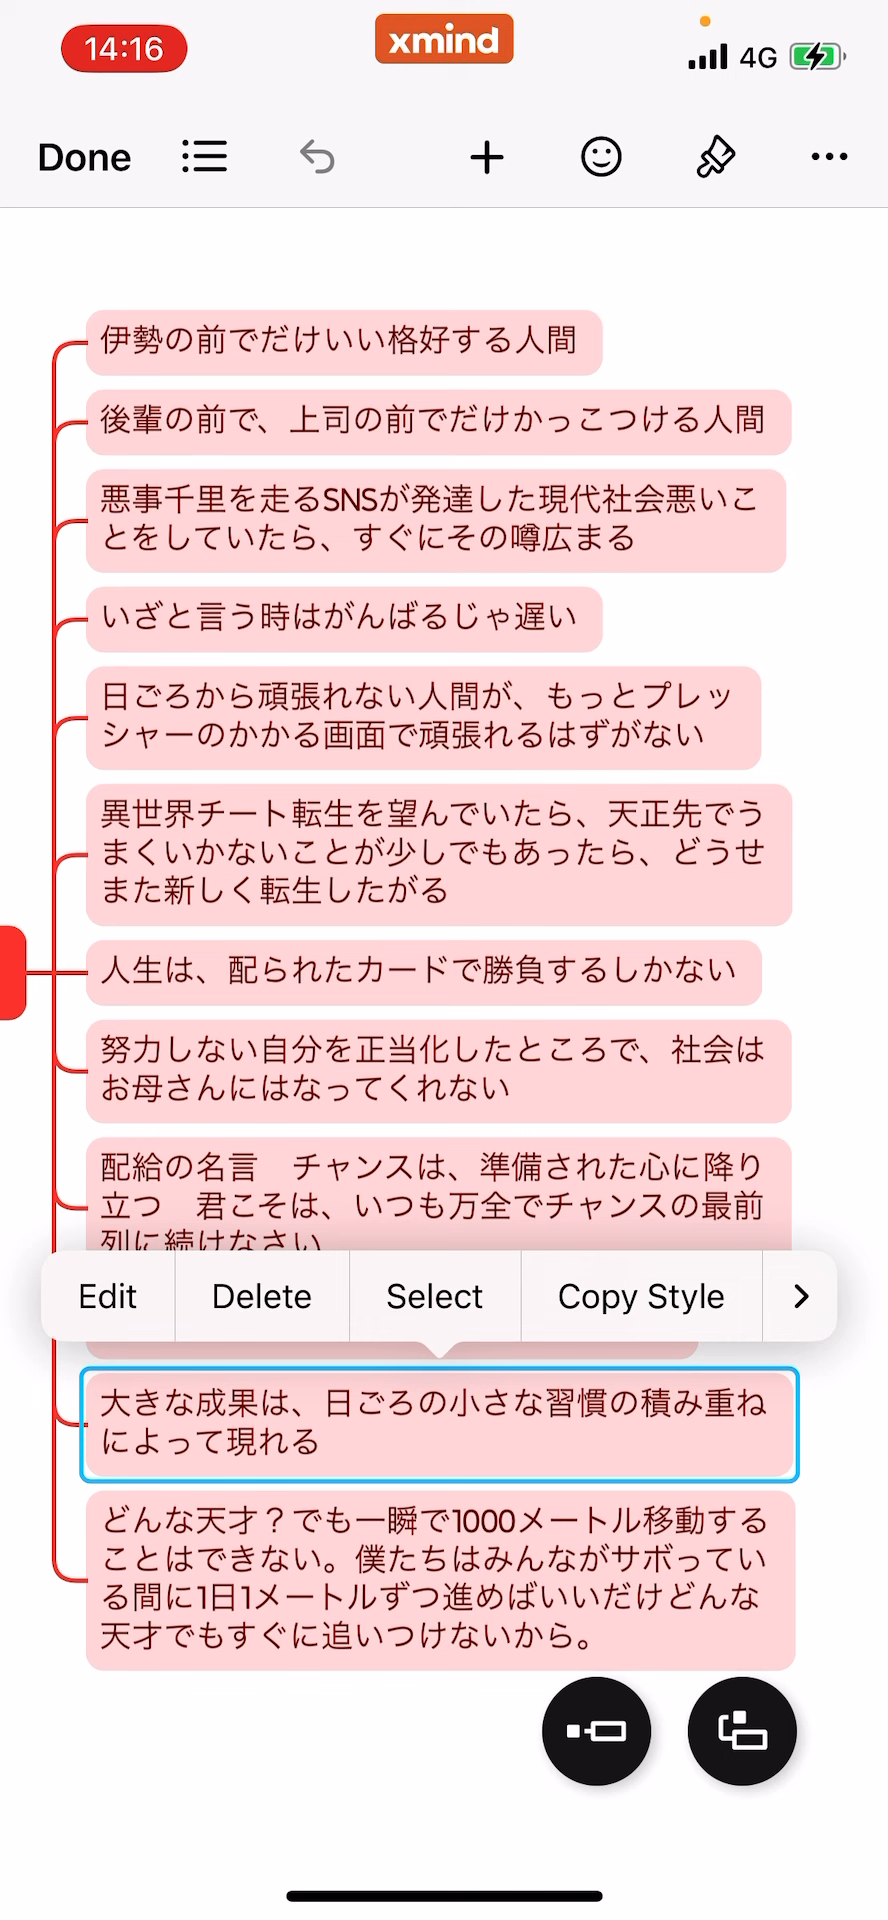 14:16
xmind
4G
Done
伊勢の前でだけいい格好する人間
後輩の前で、上司の前でだけかっこつける人間
悪事千里を走るSNSが発達した現代社会悪いこ
とをしていたら、すぐにその噂広まる
いざと言う時はがんばるじゃ遅い
日ごろから頑張れない人間が、もっとプレッ
シャーのかかる画面で頑張れるはずがない
異世界チート転生を望んでいたら、天正先でう
まくいかないことが少しでもあったら、どうせ
また新しく転生したがる
人生は、配られたカードで勝負するしかない
努力しない自分を正当化したところで、社会は
お母さんにはなってくれない
配給の名言　チャンスは、準備された心に降り
立つ　君こそは、いつも万全でチャンスの最前
列に続けなさい
Edit
Delete
Select
Copy Style
大きな成果は、日ごろの小さな習慣の積み重ね
によって現れる
どんな天才？でも一瞬で1000メートル移動する
ことはできない。僕たちはみんながサボってい
る間に1日1メートルずつ進めばいいだけどんな
天才でもすぐに追いつけないから。